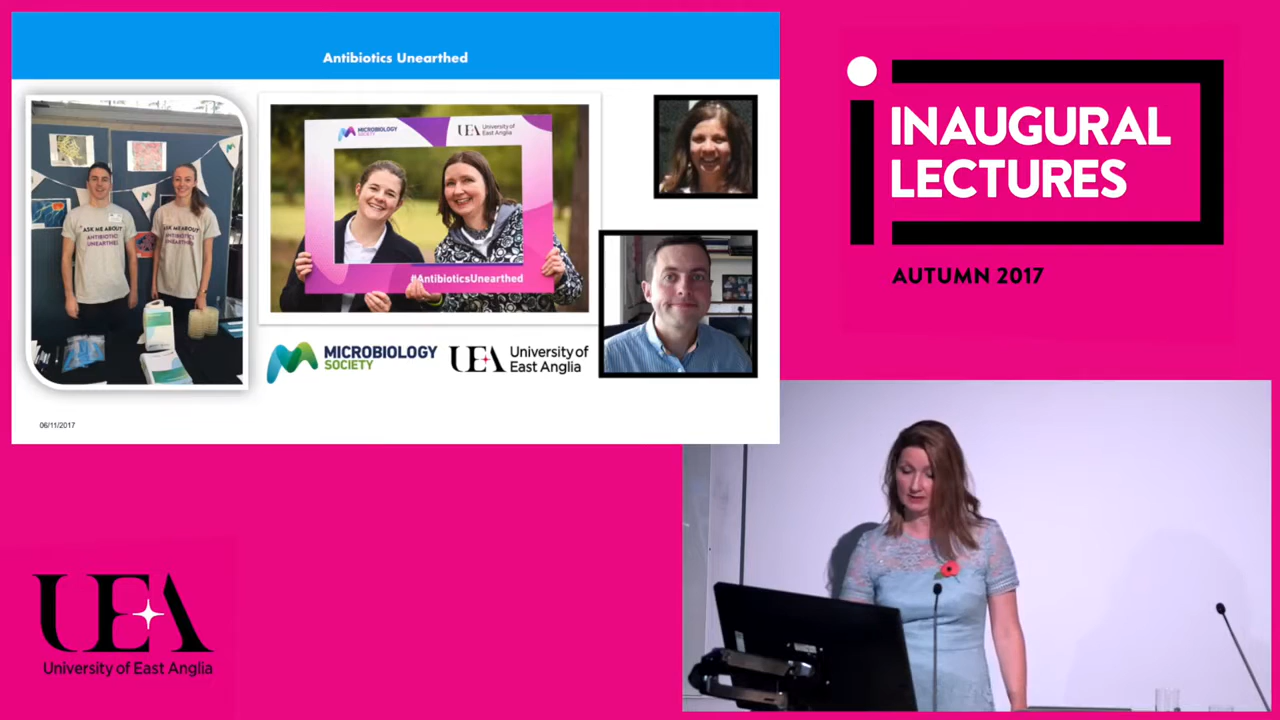 Antibiotics Unearthed
"ASK ME ABOUT
ANTIBIOTICS
UNEARTHED
"ASK ME ABOUT
ANTIBIOTICS
UNEARTHED
MICROBIOLOGY
SOCIETY
UEA University of
East Anglia
#AntibioticsUnearthed
MICROBIOLOGY
SOCIETY
UEA University of
East Anglia
06/11/2017
INAUGURAL
LECTURES
AUTUMN 2017
UEA
University of East Anglia